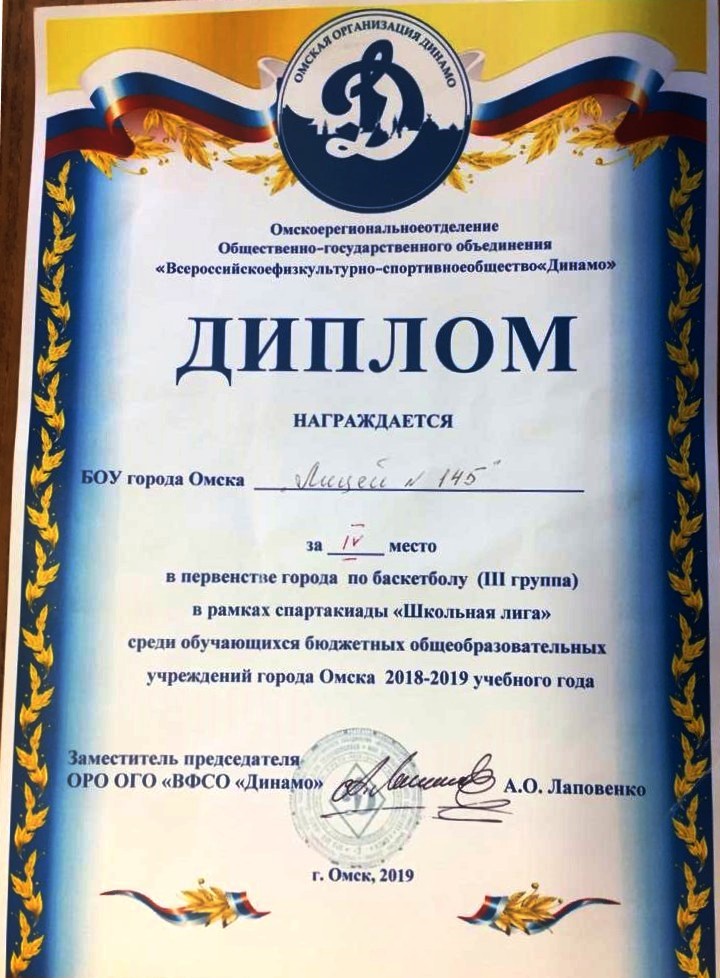 ОМСКАЯ ОРГАНИЗАЦИЯ ДИНАМО
Д
Омскоерегиональноеотделение
Общественно-государственного объединения
«Всероссийскоефизкультурно-спортивноеобщество«Динамо»
ДИПЛОМ
НАГРАЖДАЕТСЯ
БОУ города Омска „Лицей № 145"
за IV место
в первенстве города по баскетболу (III группа)
в рамках спартакиады «Школьная лига»
среди обучающихся бюджетных общеобразовательных
учреждений города Омска 2018-2019 учебного года
Заместитель председателя
ОРО ОГО «ВФСО «Динамо» А.О. Лаповенко
г. Омск, 2019